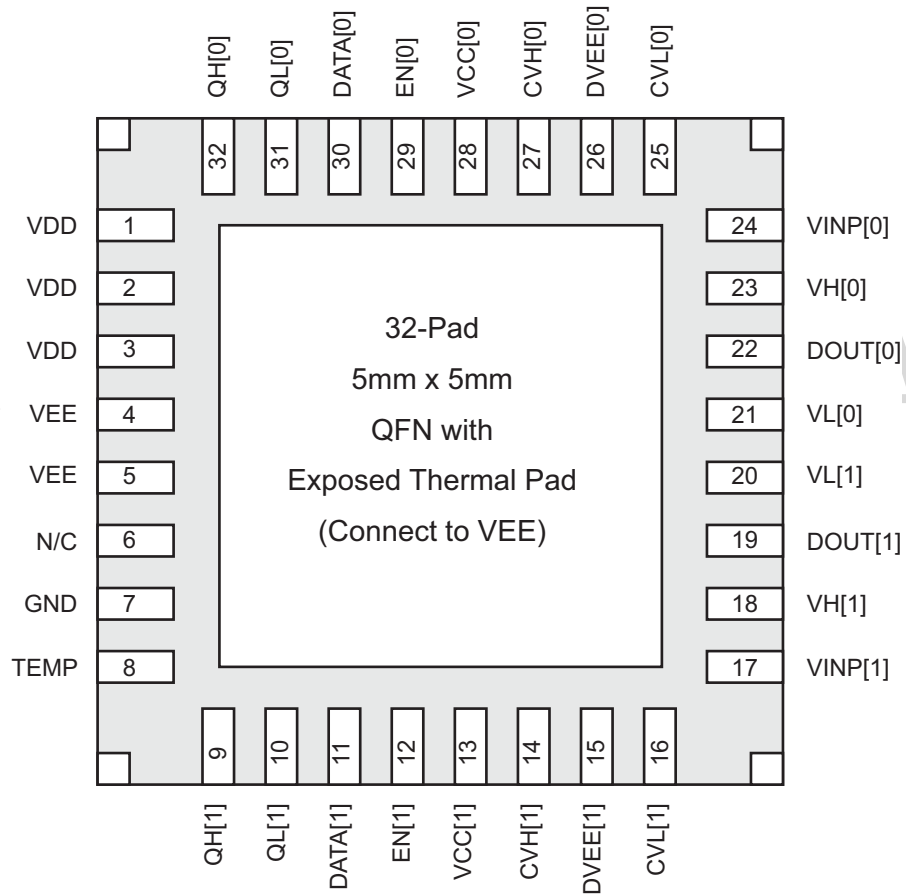 QH[0]
QL[0]
DATA[0]
EN[0]
VCC[0]
CVH[0]
DVEE[0]
CVL[0]
32
31
30
29
28
27
26
25
VDD 1
VDD 2
VDD 3
VEE 4
VEE 5
N/C 6
GND 7
TEMP 8
32-Pad
5mm x 5mm
QFN with
Exposed Thermal Pad
(Connect to VEE)
24 VINP[0]
23 VH[0]
22 DOUT[0]
21 VL[0]
20 VL[1]
19 DOUT[1]
18 VH[1]
17 VINP[1]
9
10
11
12
13
14
15
16
QH[1]
QL[1]
DATA[1]
EN[1]
VCC[1]
CVH[1]
DVEE[1]
CVL[1]